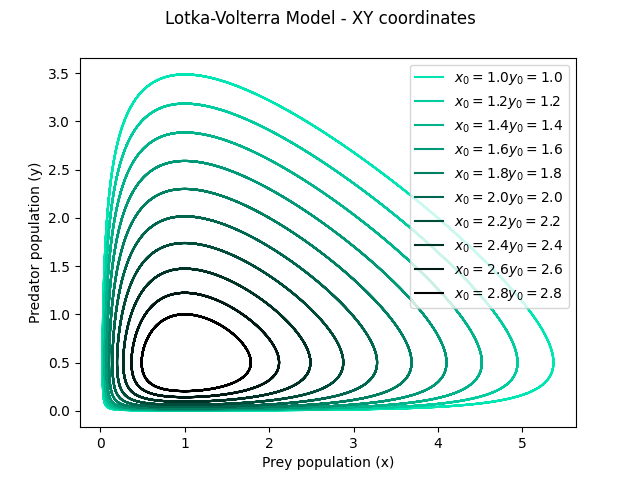 Lotka-Volterra Model - XY coordinates
3.5
3.0
2.5
2.0
1.5
1.0
0.5
0.0
Predator population (y)
x₀ = 1.0y₀ = 1.0
x₀ = 1.2y₀ = 1.2
x₀ = 1.4y₀ = 1.4
x₀ = 1.6y₀ = 1.6
x₀ = 1.8y₀ = 1.8
x₀ = 2.0y₀ = 2.0
x₀ = 2.2y₀ = 2.2
x₀ = 2.4y₀ = 2.4
x₀ = 2.6y₀ = 2.6
x₀ = 2.8y₀ = 2.8
0 1 2 3 4 5
Prey population (x)